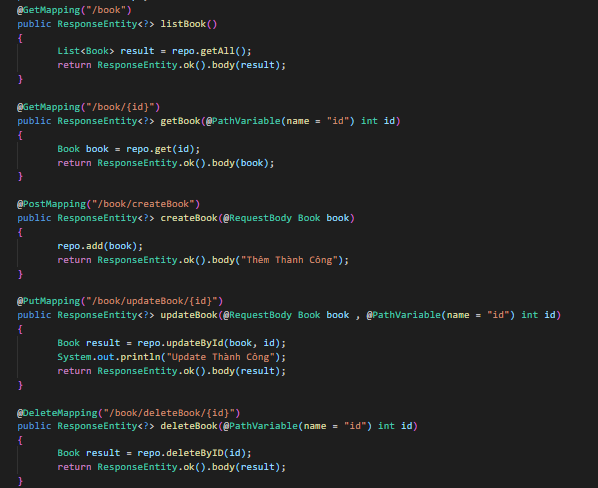 @GetMapping("/book")
public ResponseEntity<?> listBook()
{
List<Book> result = repo.getAll();
return ResponseEntity.ok().body(result);
}
@GetMapping("/book/{id}")
public ResponseEntity<?> getBook(@PathVariable(name = "id") int id)
{
Book book = repo.get(id);
return ResponseEntity.ok().body(book);
}
@PostMapping("/book/createBook")
public ResponseEntity<?> createBook(@RequestBody Book book)
{
repo.add(book);
return ResponseEntity.ok().body("Thêm Thành Công");
}
@PutMapping("/book/updateBook/{id}")
public ResponseEntity<?> updateBook(@RequestBody Book book , @PathVariable(name = "id") int id)
{
Book result = repo.updateById(book, id);
System.out.println("Update Thành Công");
return ResponseEntity.ok().body(result);
}
@DeleteMapping("/book/deleteBook/{id}")
public ResponseEntity<?> deleteBook(@PathVariable(name = "id") int id)
{
Book result = repo.deleteByID(id);
return ResponseEntity.ok().body(result);
}